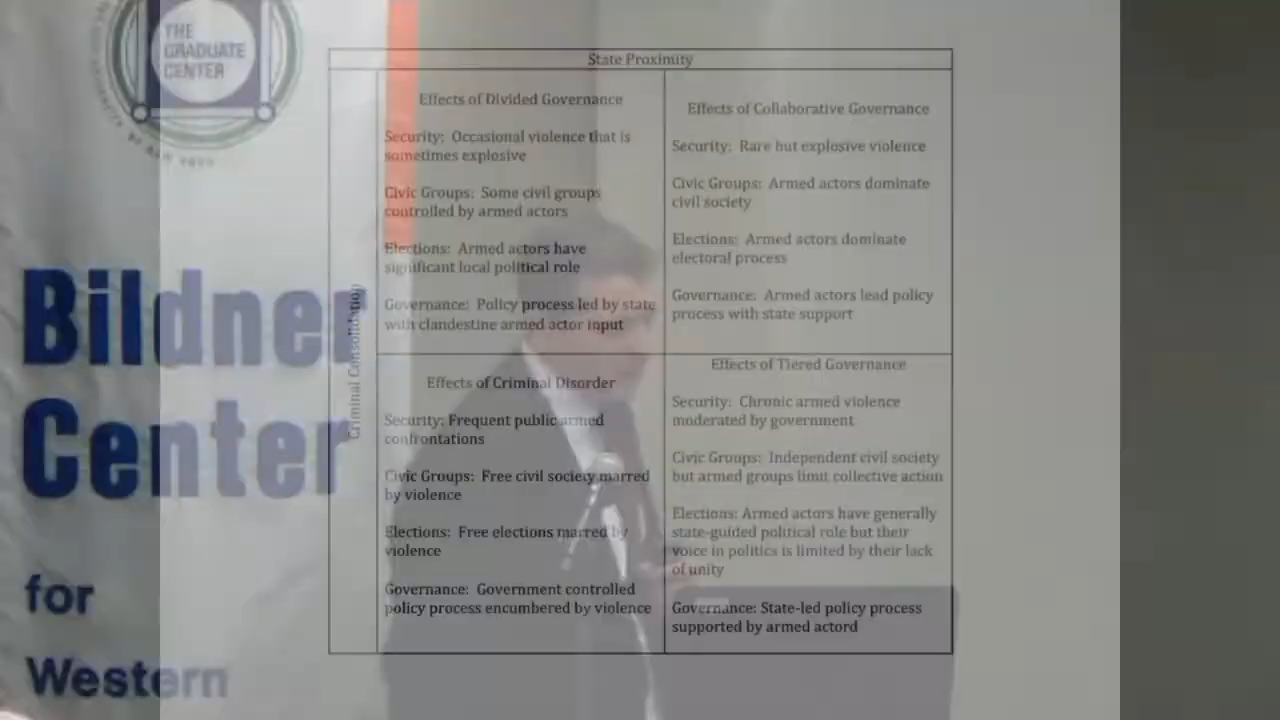 THE
GRADUATE
CENTER
Bildner
Center
for
Western
State Proximity
Criminal Consolidation
Effects of Divided Governance
Security: Occasional violence that is
sometimes explosive
Civic Groups: Some civil groups
controlled by armed actors
Elections: Armed actors have
significant local political role
Governance: Policy process led by state
with clandestine armed actor input
Effects of Collaborative Governance
Security: Rare but explosive violence
Civic Groups: Armed actors dominate
civil society
Elections: Armed actors dominate
electoral process
Governance: Armed actors lead policy
process with state support
Effects of Criminal Disorder
Security: Frequent public armed
confrontations
Civic Groups: Free civil society marred
by violence
Elections: Free elections marred by
violence
Governance: Government controlled
policy process encumbered by violence
Effects of Tiered Governance
Security: Chronic armed violence
moderated by government
Civic Groups: Independent civil society
but armed groups limit collective action
Elections: Armed actors have generally
state-guided political role but their
voice in politics is limited by their lack
of unity
Governance: State-led policy process
supported by armed actord